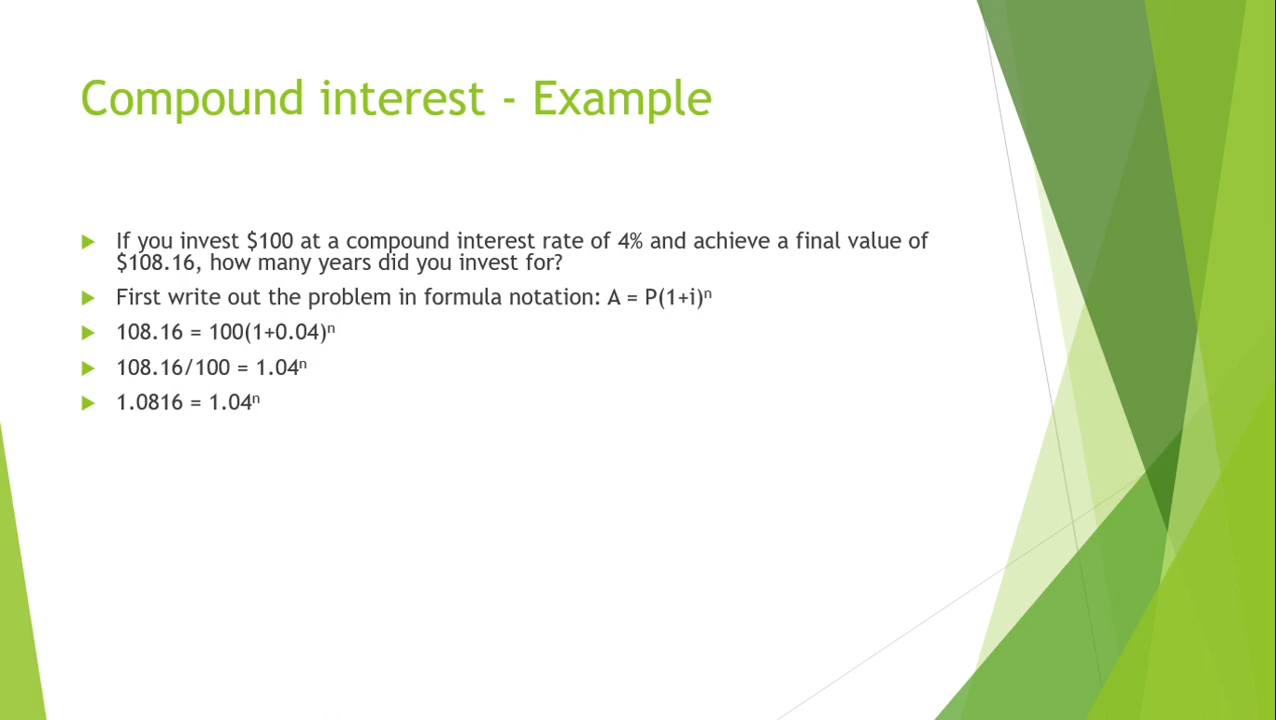 Compound interest - Example
If you invest $100 at a compound interest rate of 4% and achieve a final value of
$108.16, how many years did you invest for?
First write out the problem in formula notation: A = P(1+i)ⁿ
108.16 = 100(1+0.04)ⁿ
108.16/100 = 1.04ⁿ
1.0816 = 1.04ⁿ